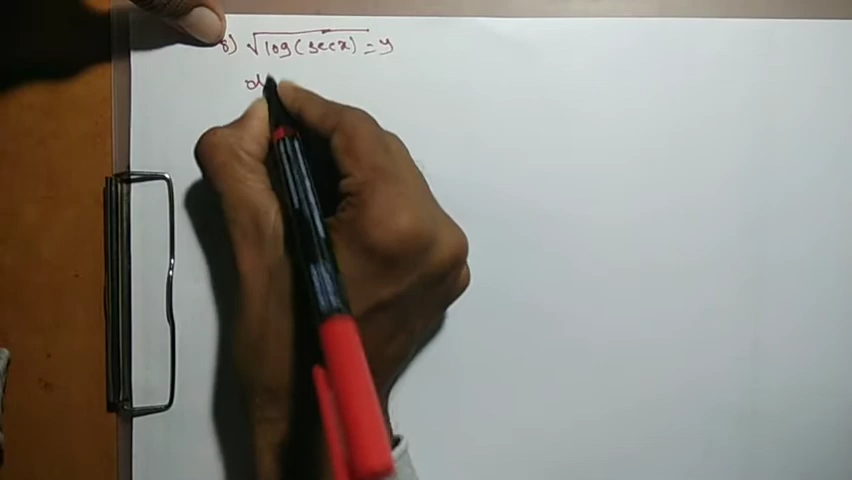 8) √log(secx) = y
d